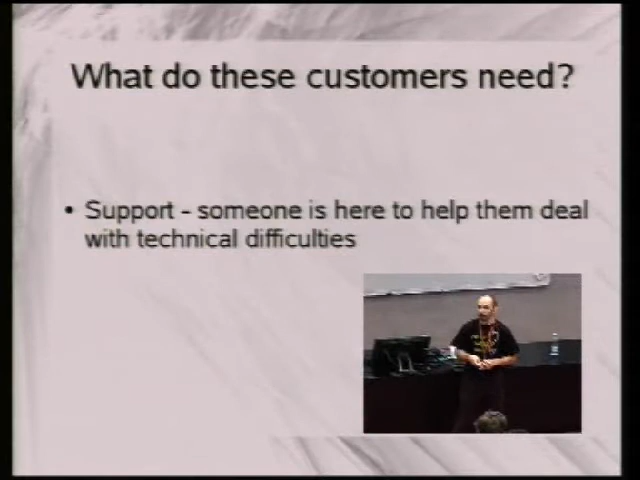 What do these customers need?
• Support - someone is here to help them deal
with technical difficulties